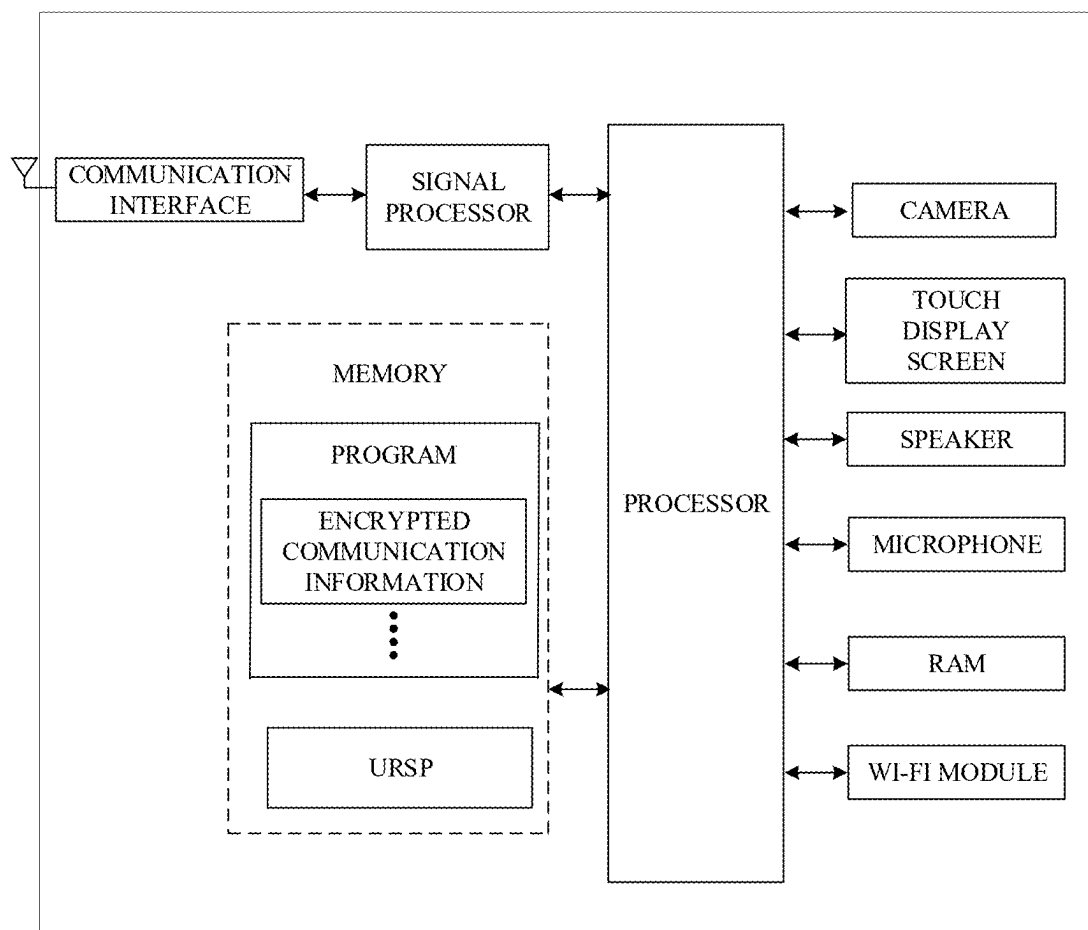 COMMUNICATION
INTERFACE
SIGNAL
PROCESSOR
MEMORY
PROGRAM
ENCRYPTED
COMMUNICATION
INFORMATION
URSP
PROCESSOR
CAMERA
TOUCH
DISPLAY
SCREEN
SPEAKER
MICROPHONE
RAM
WI-FI MODULE